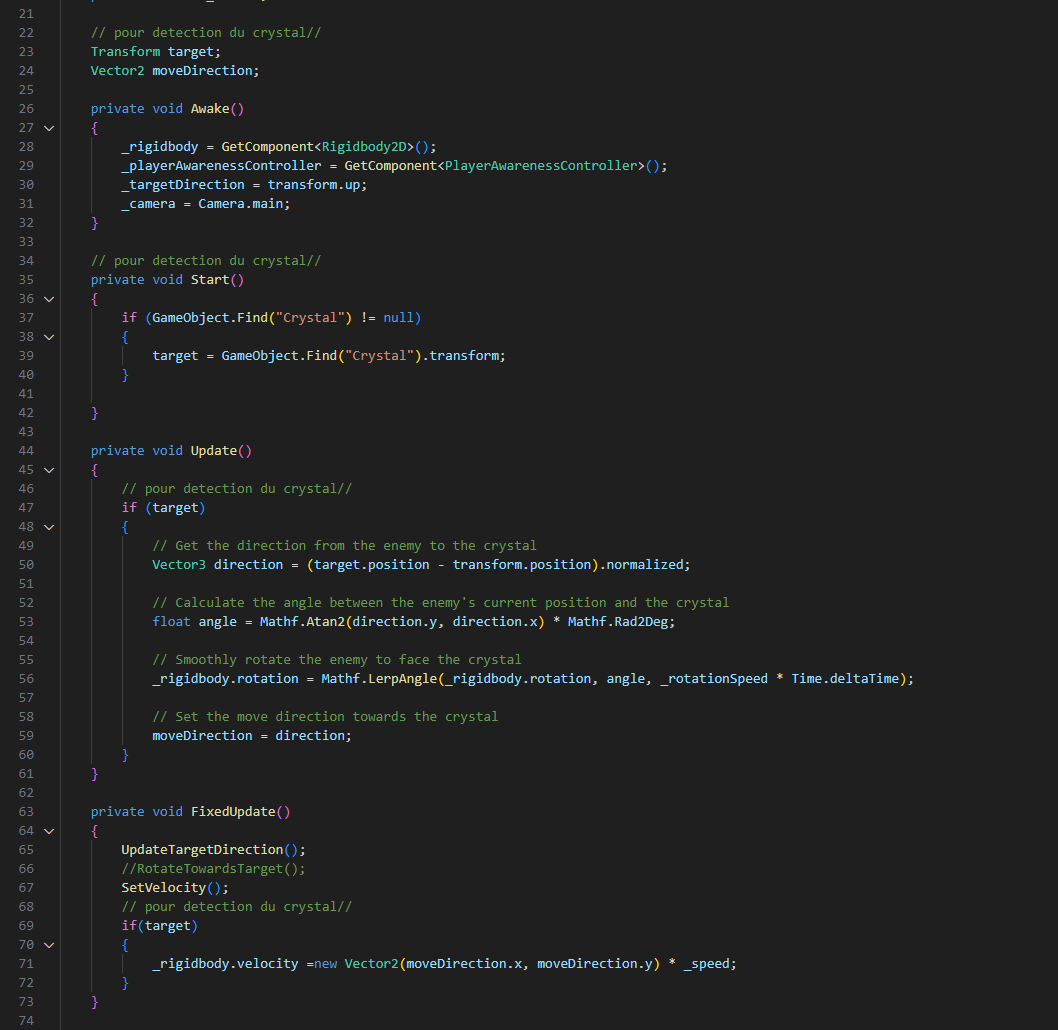 21
22 // pour detection du crystal//
23 Transform target;
24 Vector2 moveDirection;
25
26 private void Awake()
27 {
28 _rigidbody = GetComponent<Rigidbody2D>();
29 _playerAwarenessController = GetComponent<PlayerAwarenessController>();
30 _targetDirection = transform.up;
31 _camera = Camera.main;
32 }
33
34 // pour detection du crystal//
35 private void Start()
36 {
37 if (GameObject.Find("Crystal") != null)
38 {
39 target = GameObject.Find("Crystal").transform;
40 }
41
42 }
43
44 private void Update()
45 {
46 // pour detection du crystal//
47 if (target)
48 {
49 // Get the direction from the enemy to the crystal
50 Vector3 direction = (target.position - transform.position).normalized;
51
52 // Calculate the angle between the enemy's current position and the crystal
53 float angle = Mathf.Atan2(direction.y, direction.x) * Mathf.Rad2Deg;
54
55 // Smoothly rotate the enemy to face the crystal
56 _rigidbody.rotation = Mathf.LerpAngle(_rigidbody.rotation, angle, _rotationSpeed * Time.deltaTime);
57
58 // Set the move direction towards the crystal
59 moveDirection = direction;
60 }
61 }
62
63 private void FixedUpdate()
64 {
65 UpdateTargetDirection();
66 //RotateTowardsTarget();
67 SetVelocity();
68 // pour detection du crystal//
69 if(target)
70 {
71 _rigidbody.velocity =new Vector2(moveDirection.x, moveDirection.y) * _speed;
72 }
73 }
74